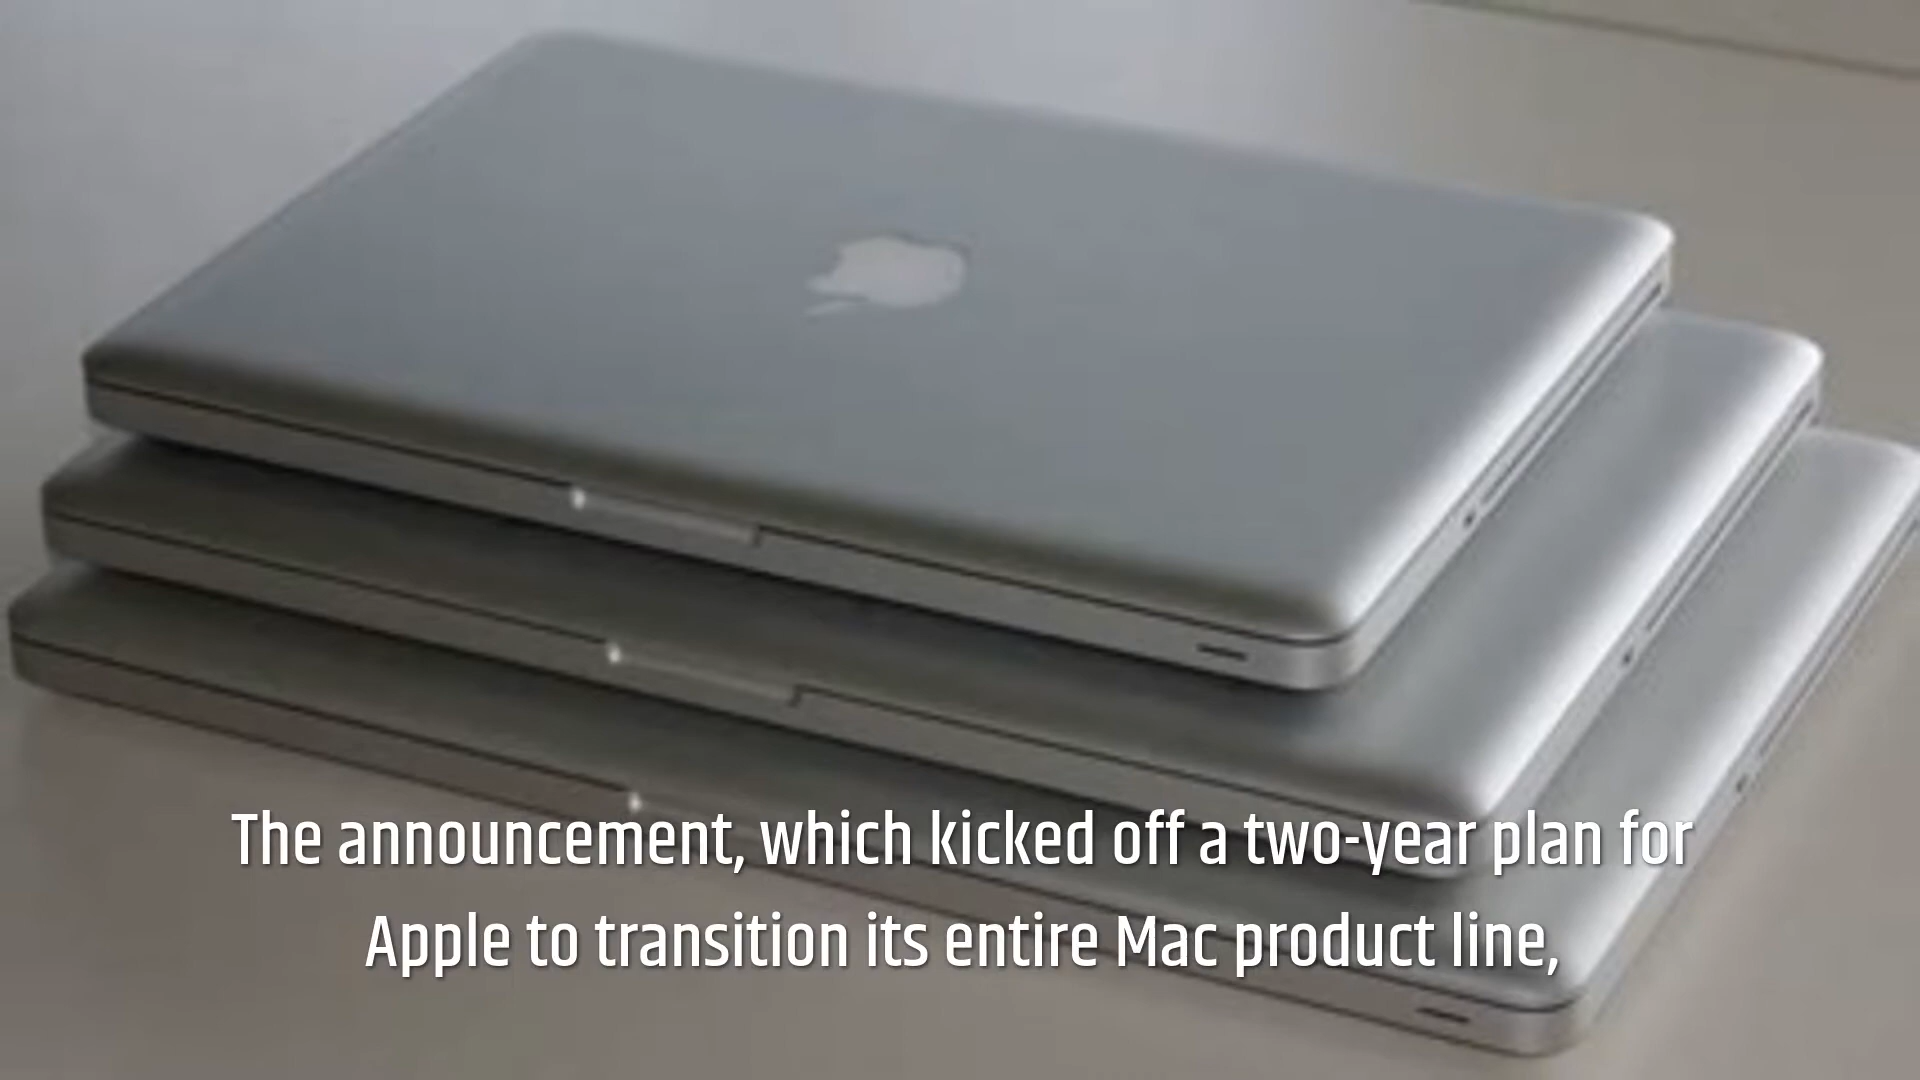 The announcement, which kicked off a two-year plan for
Apple to transition its entire Mac product line,